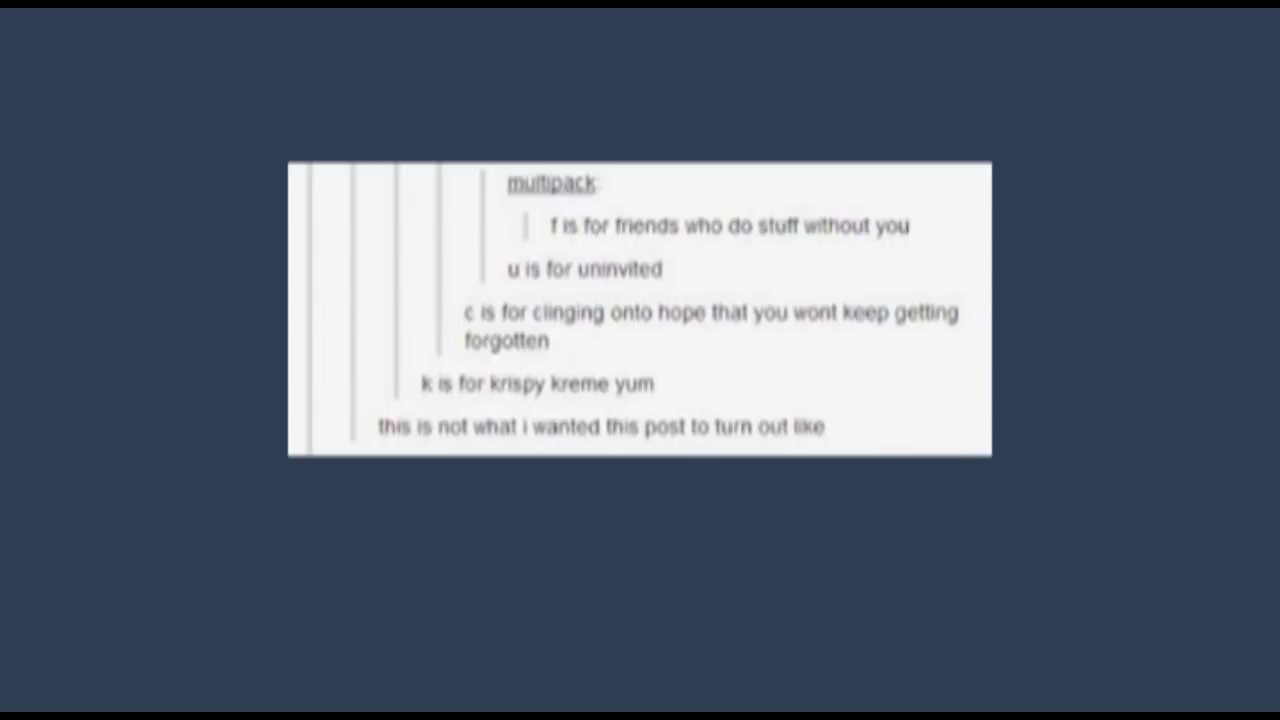 multipack:
f is for friends who do stuff without you
u is for uninvited
c is for clinging onto hope that you wont keep getting
forgotten
k is for krispy kreme yum
this is not what i wanted this post to turn out like